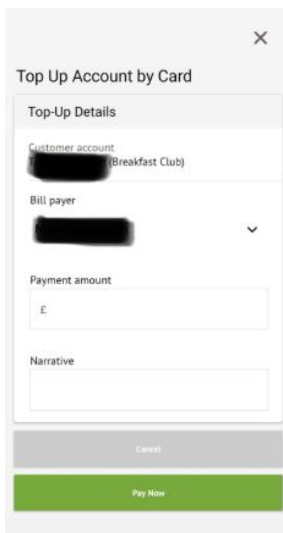 Top Up Account by Card
Top-Up Details
Customer account
(Breakfast Club)
Bill payer
Payment amount
£
Narrative
Cancel
Pay Now